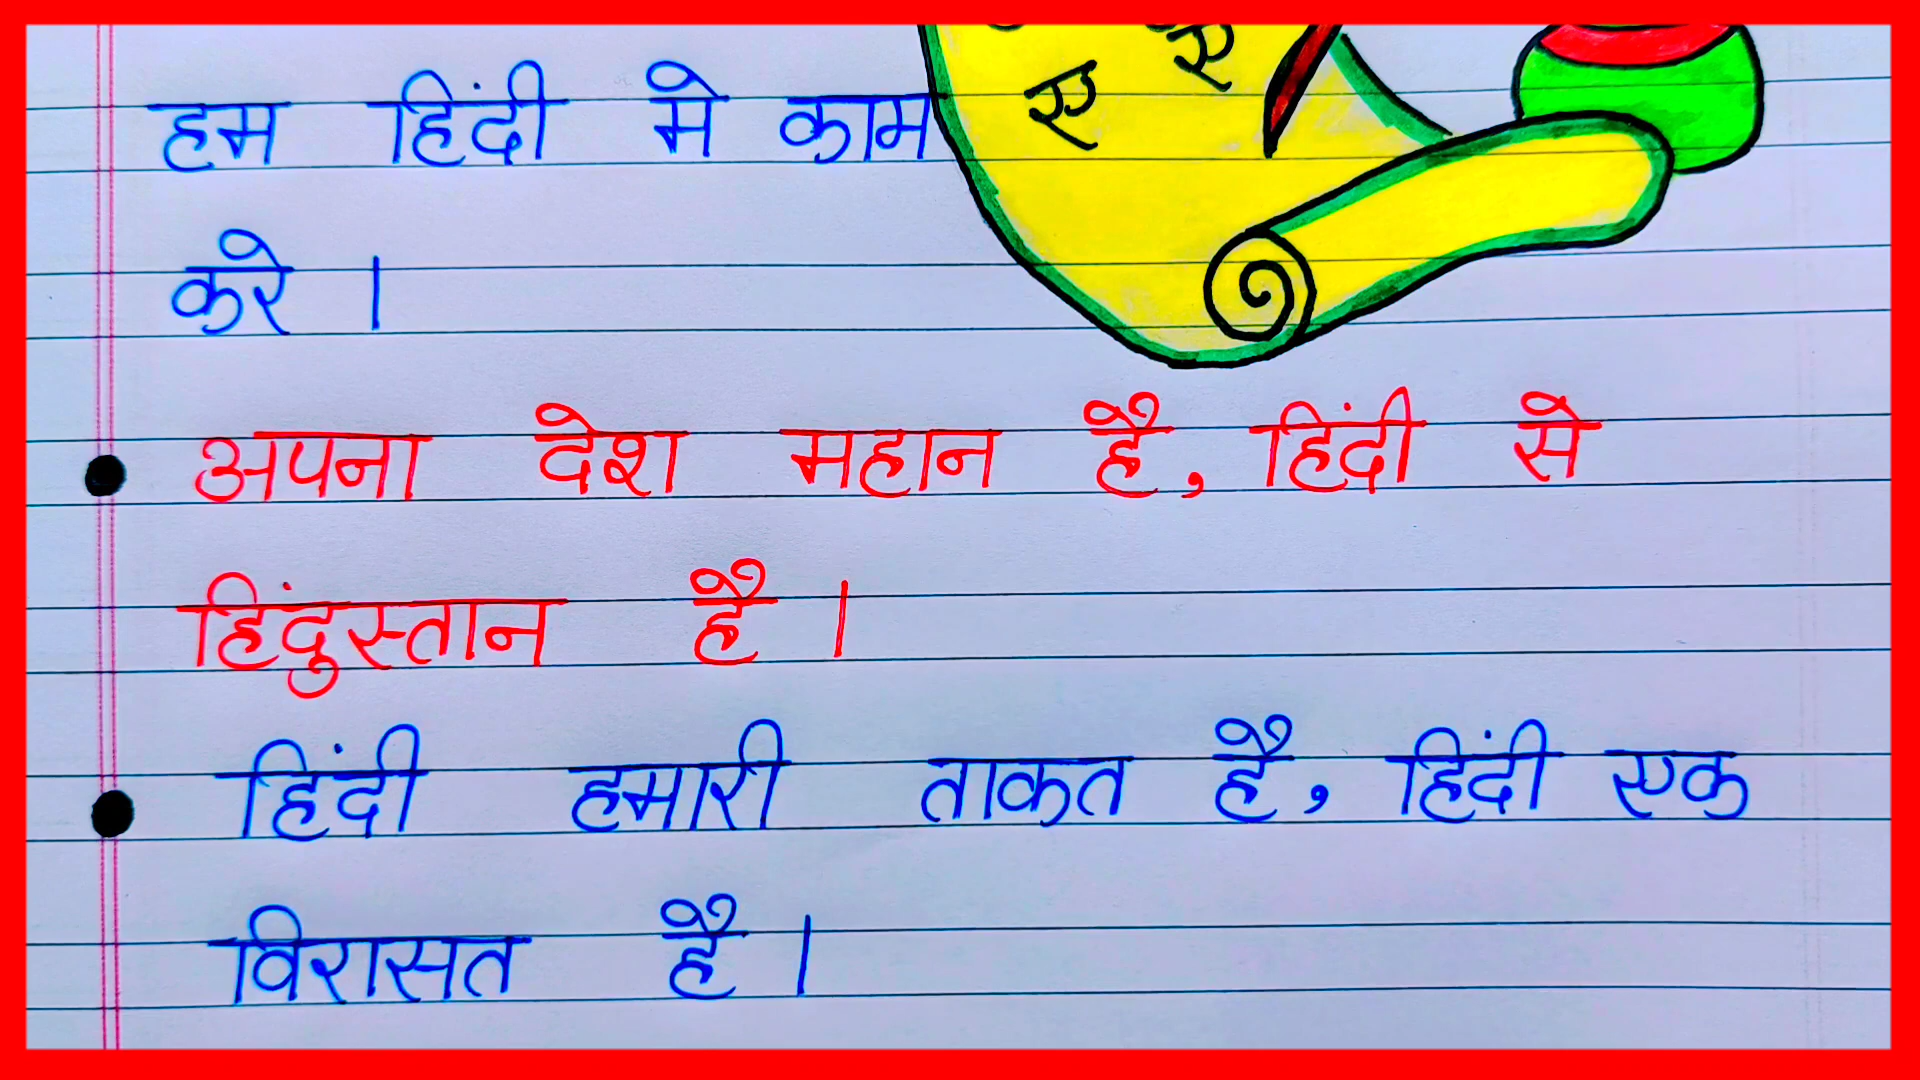 हम हिंदी मे काम
करे ।
अपना देश महान है, हिंदी से
हिंदुस्तान है ।
हिंदी हमारी ताकत है, हिंदी एक
विरासत है ।